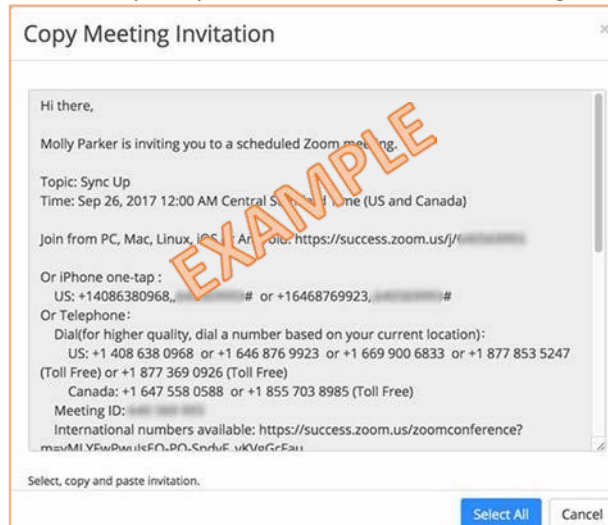 Copy Meeting Invitation
×
Hi there,
Molly Parker is inviting you to a scheduled Zoom meeting.
Topic: Sync Up
Time: Sep 26, 2017 12:00 AM Central Standard Time (US and Canada)
Join from PC, Mac, Linux, iOS or Android: https://success.zoom.us/j/
EXAMPLE
Or iPhone one-tap :
US: +14086380968,, # or +16468769923, #
Or Telephone:
Dial(for higher quality, dial a number based on your current location):
US: +1 408 638 0968 or +1 646 876 9923 or +1 669 900 6833 or +1 877 853 5247
(Toll Free) or +1 877 369 0926 (Toll Free)
Canada: +1 647 558 0588 or +1 855 703 8985 (Toll Free)
Meeting ID:
International numbers available: https://success.zoom.us/zoomconference?
Select, copy and paste invitation.
Select All Cancel